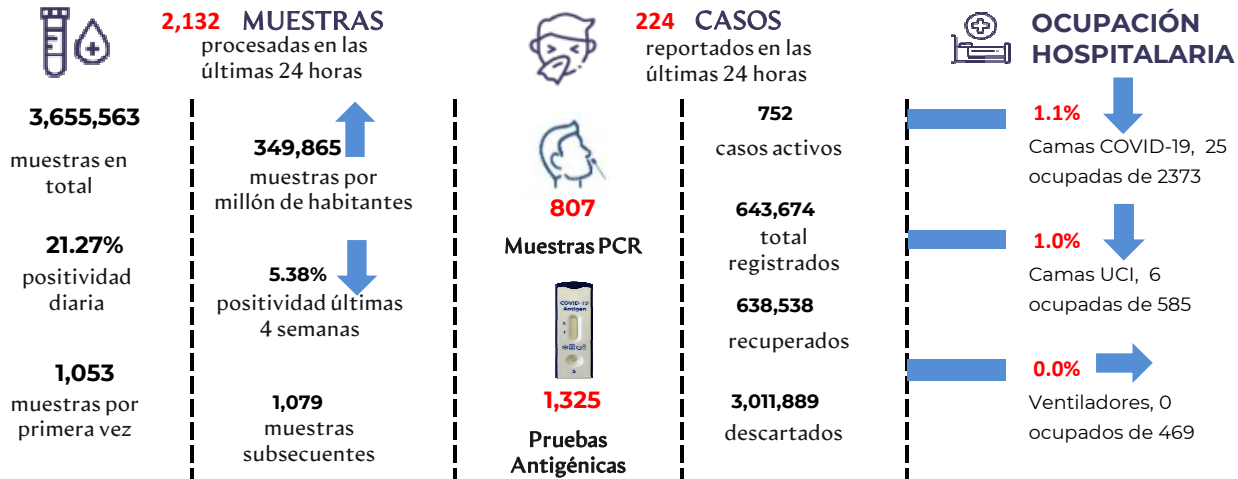 2,132 MUESTRAS
procesadas en las
últimas 24 horas
3,655,563
muestras en
total
21.27%
positividad
diaria
1,053
muestras por
primera vez
349,865
muestras por
millón de habitantes
5.38%
positividad últimas
4 semanas
1,079
muestras
subsecuentes
224 CASOS
reportados en las
últimas 24 horas
807
Muestras PCR
COVID-19
Antigen
C
T
S
1,325
Pruebas
Antigénicas
752
casos activos
643,674
total
registrados
638,538
recuperados
3,011,889
descartados
OCUPACIÓN
HOSPITALARIA
1.1%
Camas COVID-19, 25
ocupadas de 2373
1.0%
Camas UCI, 6
ocupadas de 585
0.0%
Ventiladores, 0
ocupados de 469